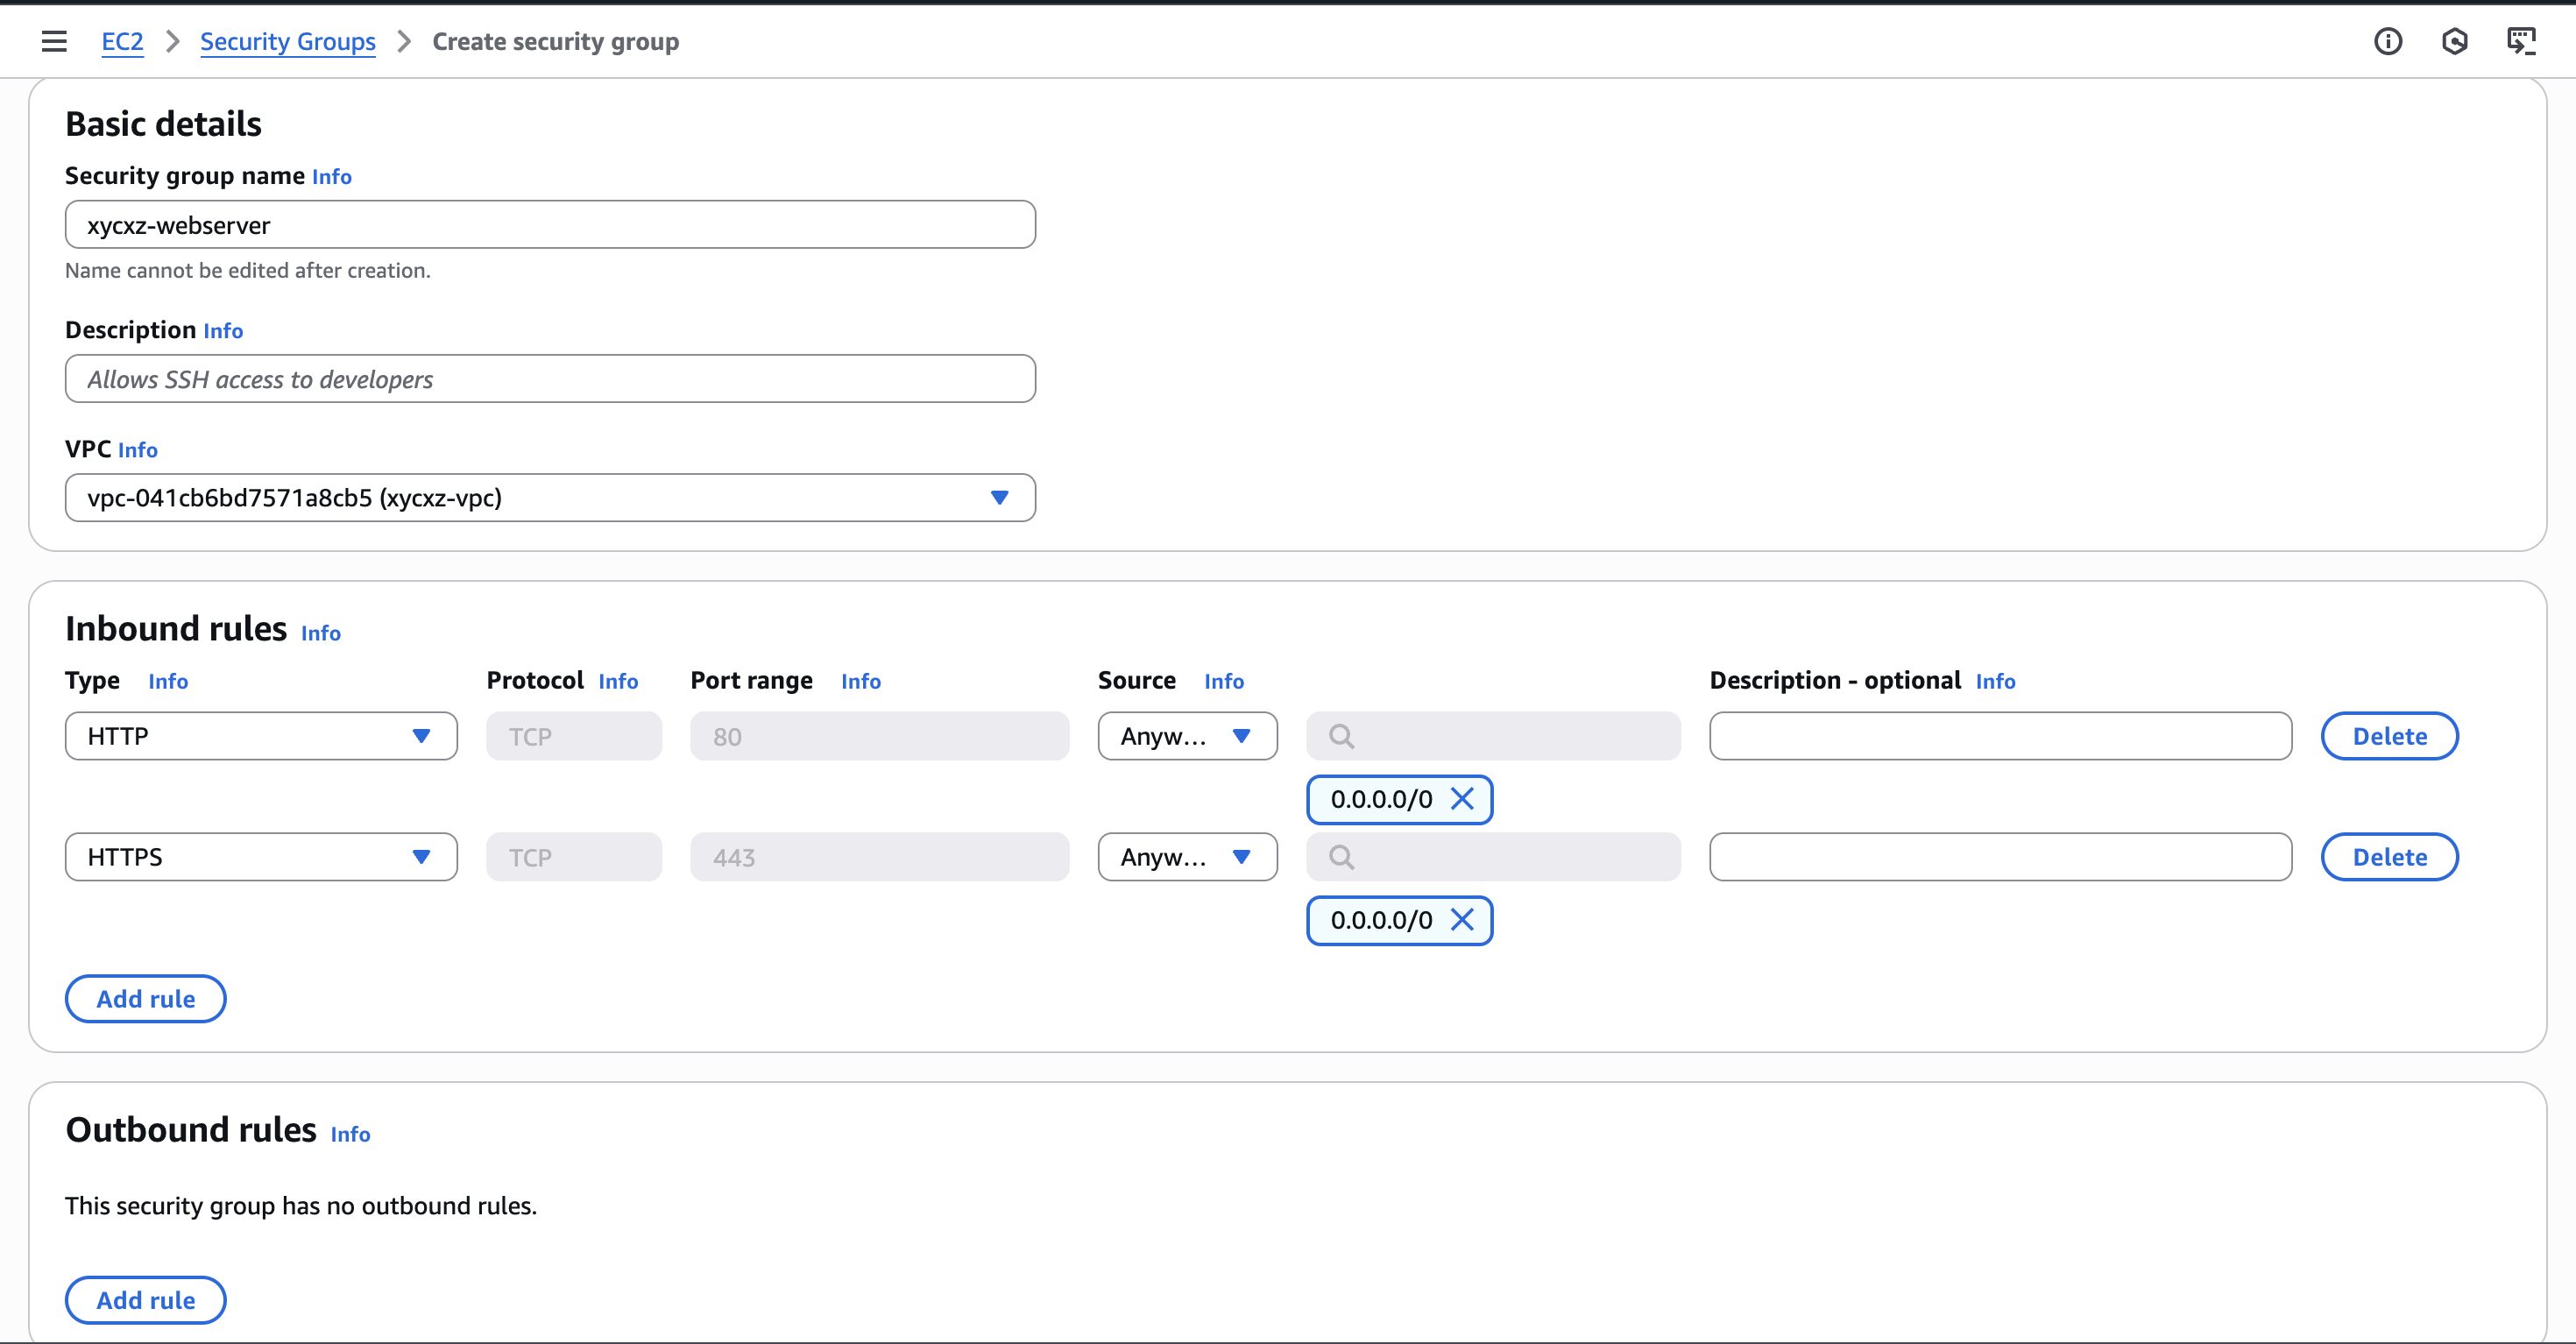 EC2 Security Groups Create security group
Basic details
Security group name Info
xycxz-webserver
Name cannot be edited after creation.
Description Info
Allows SSH access to developers
VPC Info
vpc-041cb6bd7571a8cb5 (xycxz-vpc)
Inbound rules Info
Type Info Protocol Info Port range Info Source Info Description - optional Info
HTTP TCP 80 Anyw... Delete
0.0.0.0/0
HTTPS TCP 443 Anyw... Delete
0.0.0.0/0
Add rule
Outbound rules Info
This security group has no outbound rules.
Add rule